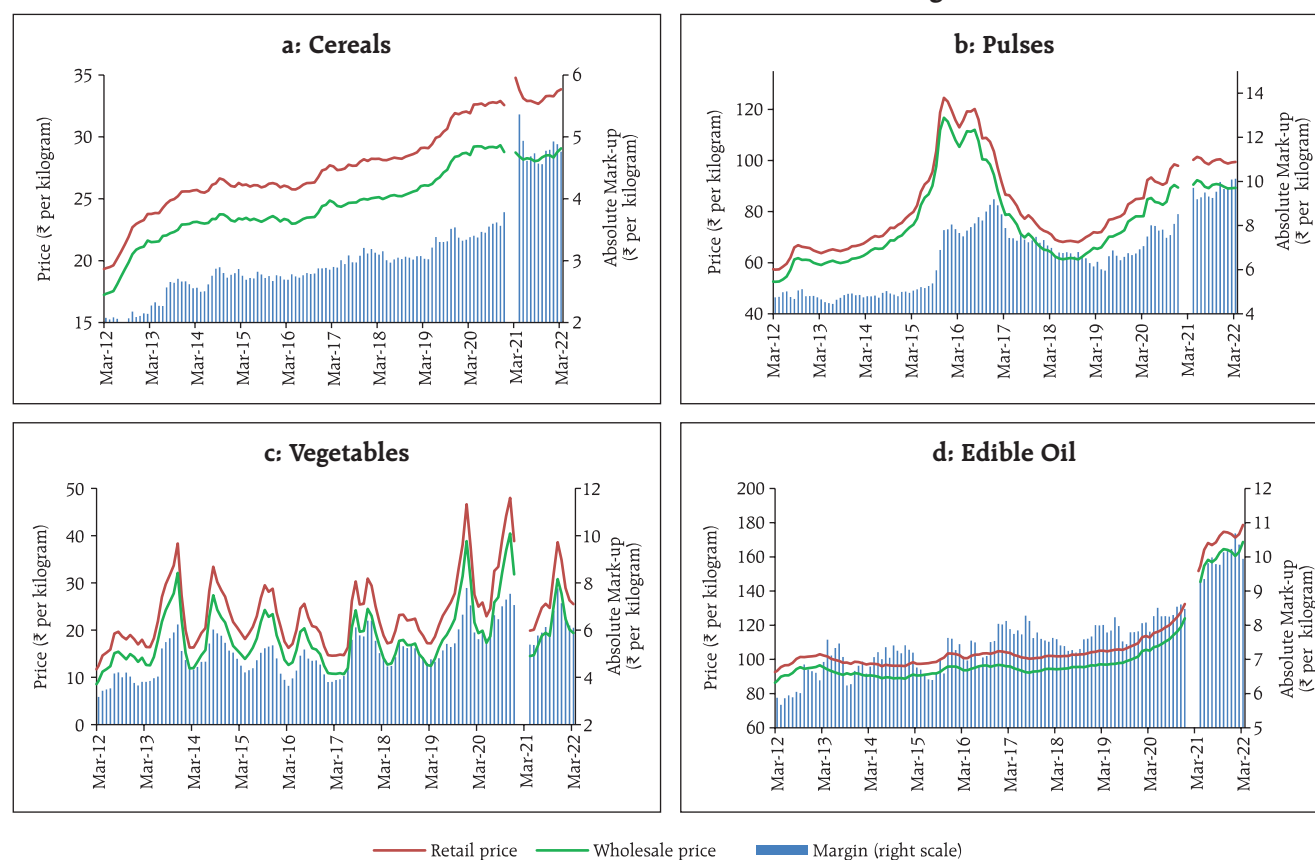 a: Cereals
Price (₹ per kilogram)
35
30
25
20
15
6
5
4
3
2
Absolute Mark-up
(₹ per kilogram)
Mar-12
Mar-13
Mar-14
Mar-15
Mar-16
Mar-17
Mar-18
Mar-19
Mar-20
Mar-21
Mar-22
b: Pulses
Price (₹ per kilogram)
120
100
80
60
40
14
12
10
8
6
4
Absolute Mark-up
(₹ per kilogram)
Mar-12
Mar-13
Mar-14
Mar-15
Mar-16
Mar-17
Mar-18
Mar-19
Mar-20
Mar-21
Mar-22
c: Vegetables
Price (₹ per kilogram)
50
40
30
20
10
0
12
10
8
6
4
2
Absolute Mark-up
(₹ per kilogram)
Mar-12
Mar-13
Mar-14
Mar-15
Mar-16
Mar-17
Mar-18
Mar-19
Mar-20
Mar-21
Mar-22
d: Edible Oil
Price (₹ per kilogram)
200
180
160
140
120
100
80
60
12
11
10
9
8
7
6
5
Absolute Mark-up
(₹ per kilogram)
Mar-12
Mar-13
Mar-14
Mar-15
Mar-16
Mar-17
Mar-18
Mar-19
Mar-20
Mar-21
Mar-22
Retail price
Wholesale price
Margin (right scale)